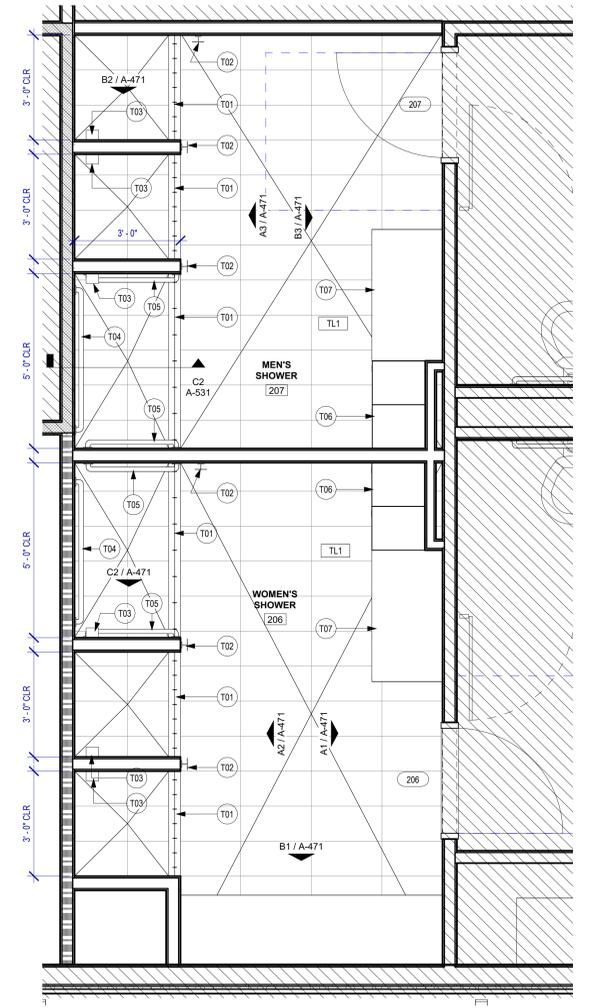 T02
3' - 0" CLR
B2 / A-471
T01
207
T03
T02
T03
T01
3' - 0" CLR
A3 / A-471
B3 / A-471
3' - 0"
T02
T03
T05
T07
T01
TL1
T04
5' - 0" CLR
MEN'S
SHOWER
207
C2
A-531
T05
T06
T05
T02
T06
T01
T04
TL1
5' - 0" CLR
C2 / A-471
WOMEN'S
SHOWER
206
T05
T03
T07
T02
3' - 0" CLR
T01
A2 / A-471
A1 / A-471
T02
T03
206
T03
3' - 0" CLR
T01
B1 / A-471